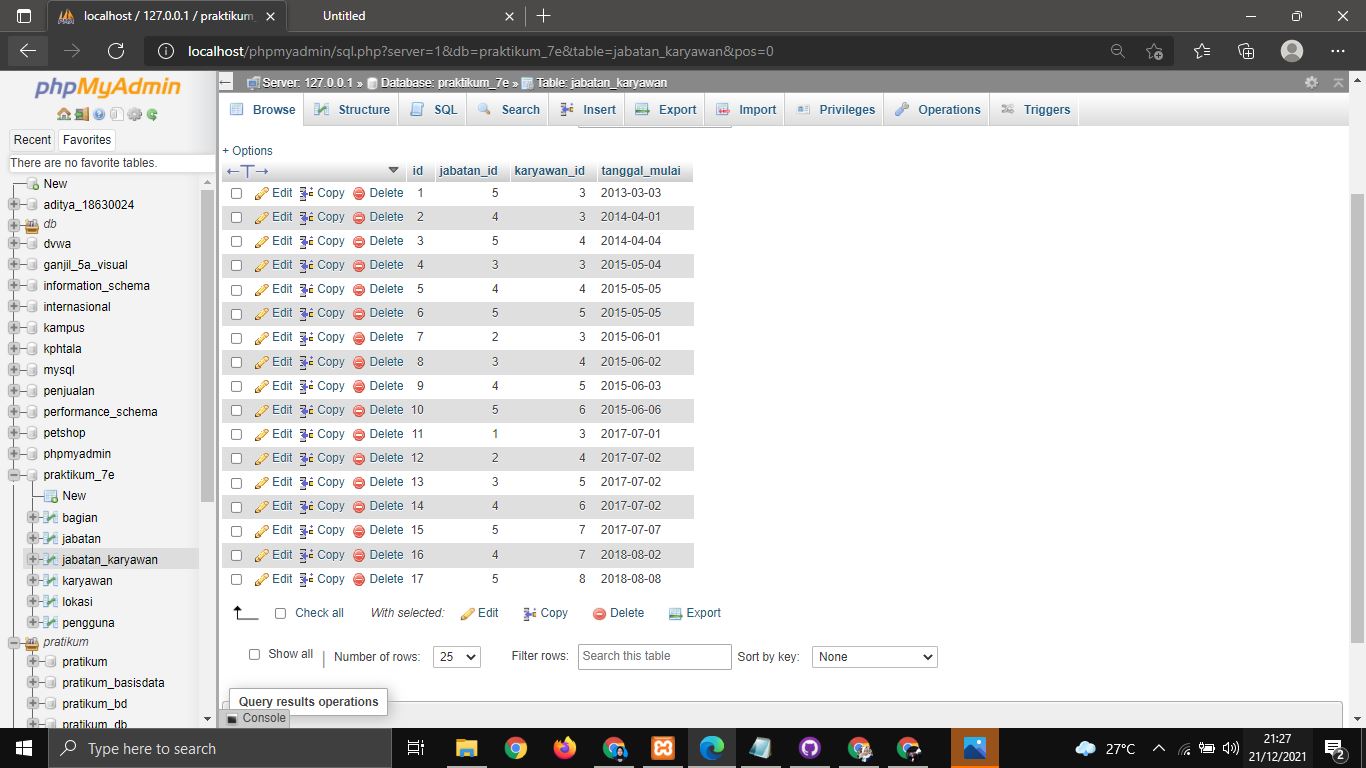 localhost / 127.0.0.1 / praktikum_
Untitled
localhost/phpmyadmin/sql.php?server=1&db=praktikum_7e&table=jabatan_karyawan&pos=0
phpMyAdmin
Recent Favorites
There are no favorite tables.
New
aditya_18630024
db
dvwa
ganjil_5a_visual
information_schema
internasional
kampus
kphtala
mysql
penjualan
performance_schema
petshop
phpmyadmin
praktikum_7e
New
bagian
jabatan
jabatan_karyawan
karyawan
lokasi
pengguna
pratikum
pratikum
pratikum_basisdata
pratikum_bd
pratikum_db
Server: 127.0.0.1 » Database: praktikum_7e » Table: jabatan_karyawan
Browse Structure SQL Search Insert Export Import Privileges Operations Triggers
+ Options
id jabatan_id karyawan_id tanggal_mulai
Edit Copy Delete 1 5 3 2013-03-03
Edit Copy Delete 2 4 3 2014-04-01
Edit Copy Delete 3 5 4 2014-04-04
Edit Copy Delete 4 3 3 2015-05-04
Edit Copy Delete 5 4 4 2015-05-05
Edit Copy Delete 6 5 5 2015-05-05
Edit Copy Delete 7 2 3 2015-06-01
Edit Copy Delete 8 3 4 2015-06-02
Edit Copy Delete 9 4 5 2015-06-03
Edit Copy Delete 10 5 6 2015-06-06
Edit Copy Delete 11 1 3 2017-07-01
Edit Copy Delete 12 2 4 2017-07-02
Edit Copy Delete 13 3 5 2017-07-02
Edit Copy Delete 14 4 6 2017-07-02
Edit Copy Delete 15 5 7 2017-07-07
Edit Copy Delete 16 4 7 2018-08-02
Edit Copy Delete 17 5 8 2018-08-08
Check all With selected: Edit Copy Delete Export
Show all Number of rows: 25 Filter rows: Search this table Sort by key: None
Query results operations
Console
Type here to search
27°C
21:27
21/12/2021
2